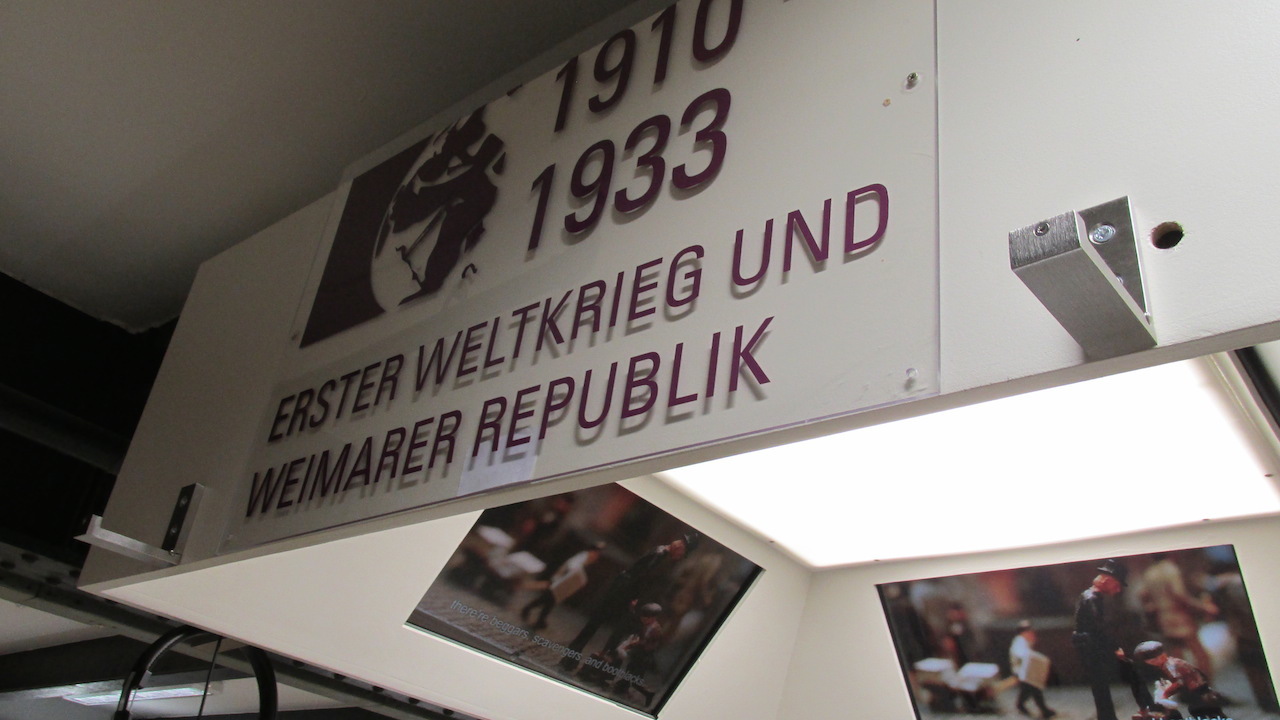 1910
1933
ERSTER WELTKRIEG UND
WEIMARER REPUBLIK
there're beggars, scavengers and bootblacks.